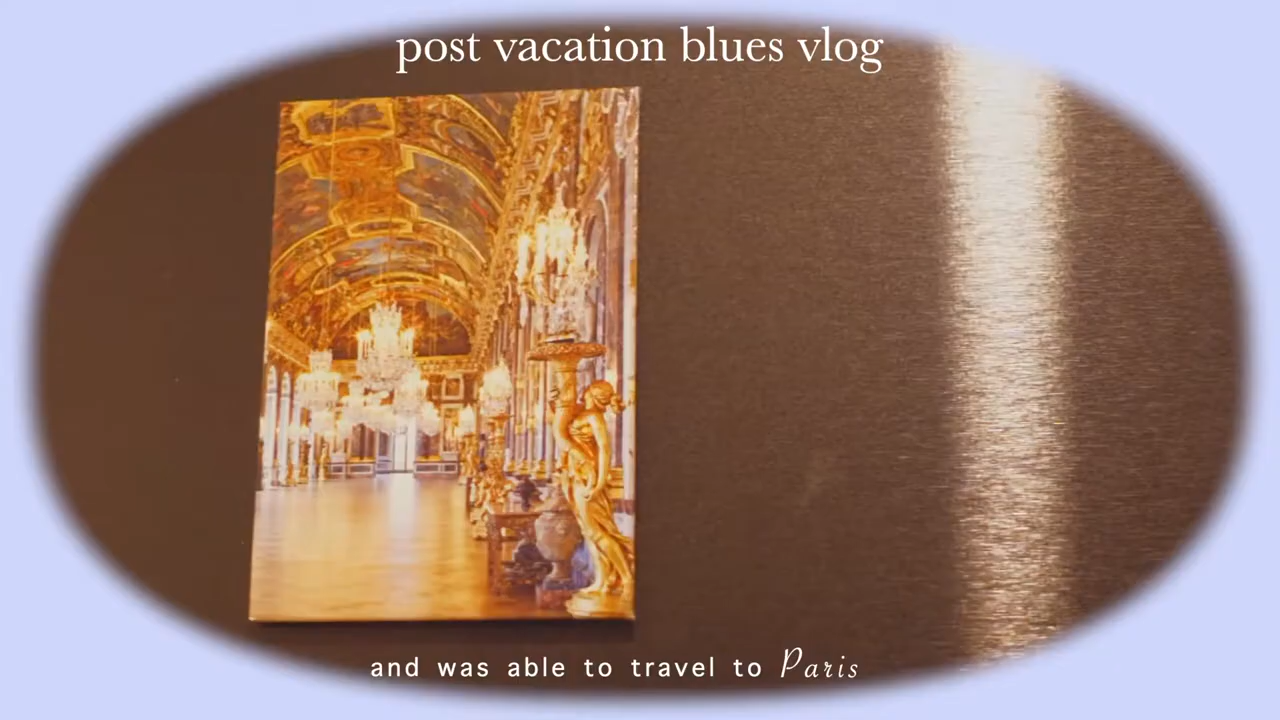 post vacation blues vlog
and was able to travel to Paris